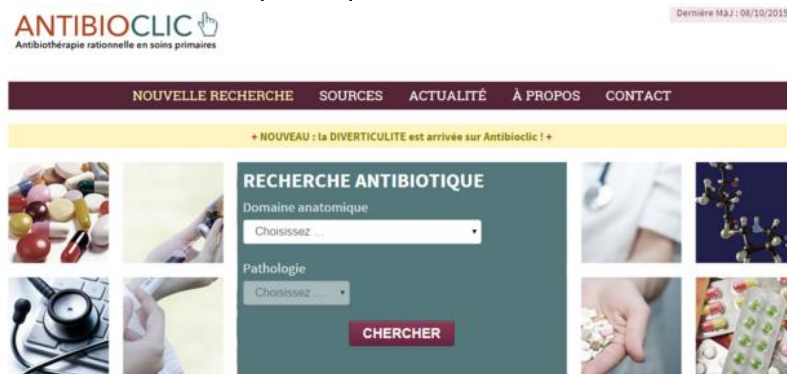 ANTIBIOCLIC
Antibiothérapie rationnelle en soins primaires
Dernière MàJ : 08/10/2015
NOUVELLE RECHERCHE SOURCES ACTUALITÉ À PROPOS CONTACT
+ NOUVEAU : la DIVERTICULITE est arrivée sur Antibioclic ! +
RECHERCHE ANTIBIOTIQUE
Domaine anatomique
Choisissez ...
Pathologie
Choisissez ...
CHERCHER